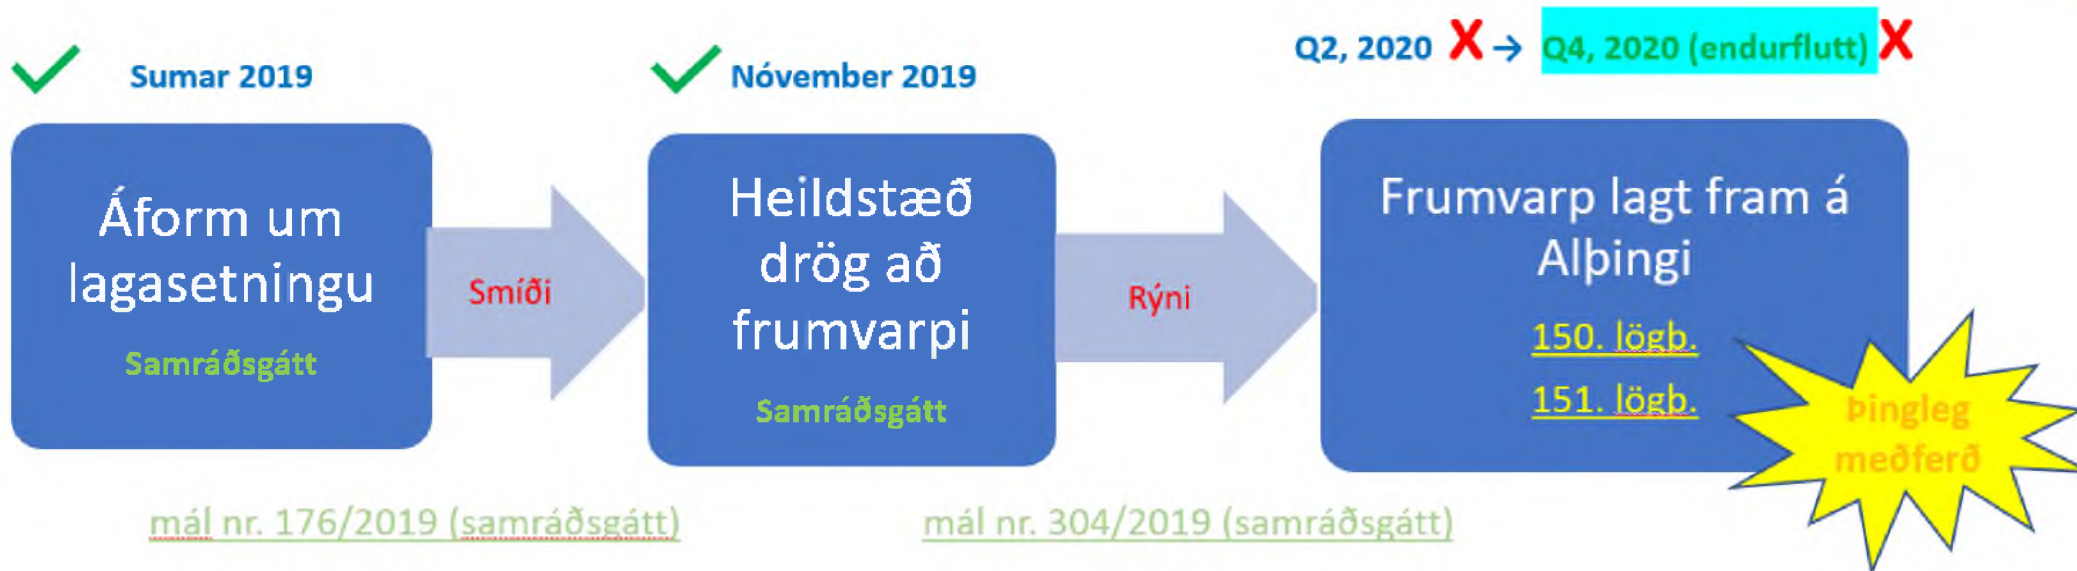 Sumar 2019
Áform um
lagasetningu
Samráðsgátt
Smíði
Nóvember 2019
Heildstæð
drög að
frumvarpi
Samráðsgátt
Rýni
Q2, 2020 X → Q4, 2020 (endurflutt) X
Frumvarp lagt fram á
Alþingi
150. lögb.
151. lögb.
Þingleg
meðferð
mál nr. 176/2019 (samráðsgátt)
mál nr. 304/2019 (samráðsgátt)